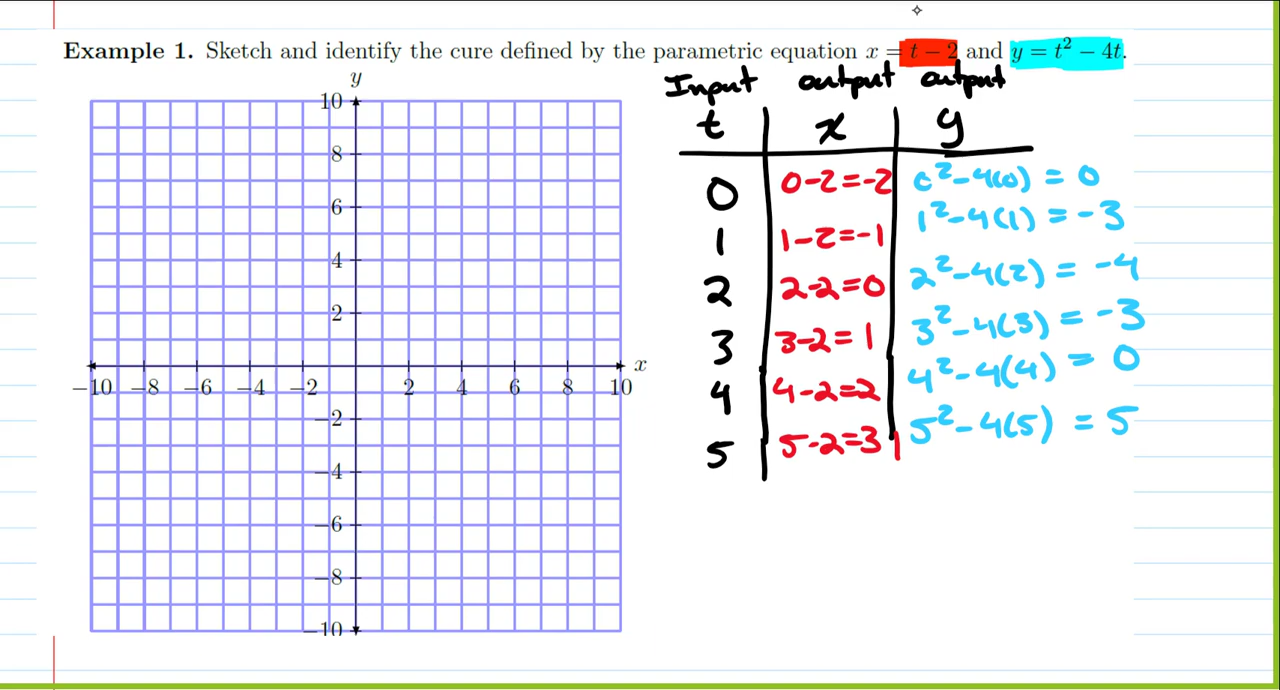 Example 1. Sketch and identify the cure defined by the parametric equation x = t − 2 and y = t² − 4t.
Input output output
t x y
0 0-2=-2 0²-4(0) = 0
1 1-2=-1 1²-4(1) = -3
2 2-2=0 2²-4(2) = -4
3 3-2=1 3²-4(3) = -3
4 4-2=2 4²-4(4) = 0
5 5-2=3 5²-4(5) = 5
y
10
8
6
4
2
x
−10 −8 −6 −4 −2 2 4 6 8 10
−2
−4
−6
−8
−10